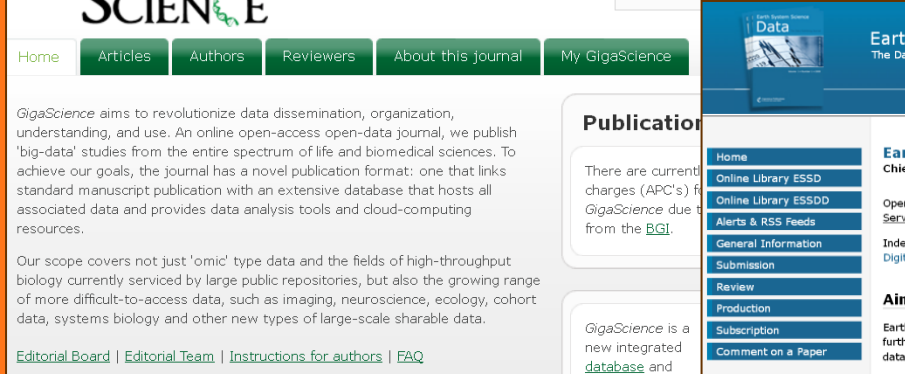 SCIENCE
Home
Articles
Authors
Reviewers
About this journal
My GigaScience
GigaScience aims to revolutionize data dissemination, organization,
understanding, and use. An online open-access open-data journal, we publish
'big-data' studies from the entire spectrum of life and biomedical sciences. To
achieve our goals, the journal has a novel publication format: one that links
standard manuscript publication with an extensive database that hosts all
associated data and provides data analysis tools and cloud-computing
resources.
Our scope covers not just 'omic' type data and the fields of high-throughput
biology currently serviced by large public repositories, but also the growing range
of more difficult-to-access data, such as imaging, neuroscience, ecology, cohort
data, systems biology and other new types of large-scale sharable data.
Editorial Board | Editorial Team | Instructions for authors | FAQ
Publication
There are currentl
charges (APC's) f
GigaScience due t
from the BGI.
GigaScience is a
new integrated
database and
Earth System Science
Data
Eart
The Da
Home
Online Library ESSD
Online Library ESSDD
Alerts & RSS Feeds
General Information
Submission
Review
Production
Subscription
Comment on a Paper
Ear
Chie
Oper
Serv
Inde
Digit
Ain
Eart
furth
data